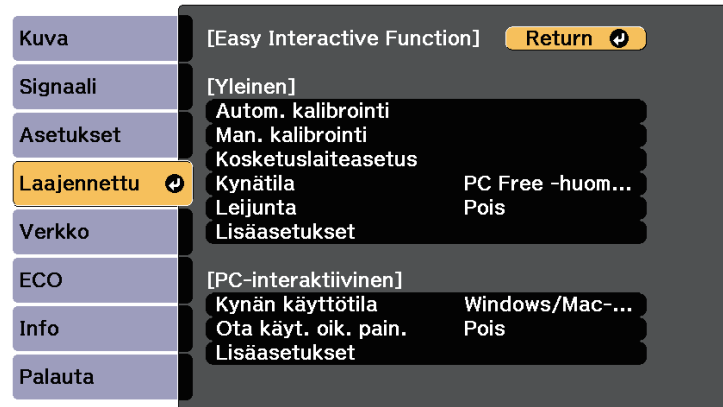 Kuva
Signaali
Asetukset
Laajennettu
Verkko
ECO
Info
Palauta
[Easy Interactive Function] Return
[Yleinen]
Autom. kalibrointi
Man. kalibrointi
Kosketuslaiteasetus
Kynätila PC Free -huom...
Leijunta Pois
Lisäasetukset
[PC-interaktiivinen]
Kynän käyttötila Windows/Mac-...
Ota käyt. oik. pain. Pois
Lisäasetukset